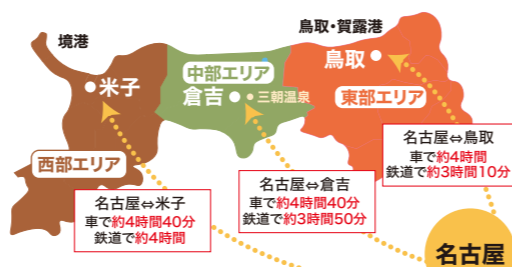 境港
鳥取・賀露港
米子
中部エリア
倉吉
三朝温泉
鳥取
東部エリア
西部エリア
名古屋⇔鳥取
車で約4時間
鉄道で約3時間10分
名古屋⇔倉吉
車で約4時間40分
鉄道で約3時間50分
名古屋⇔米子
車で約4時間40分
鉄道で約4時間
名古屋